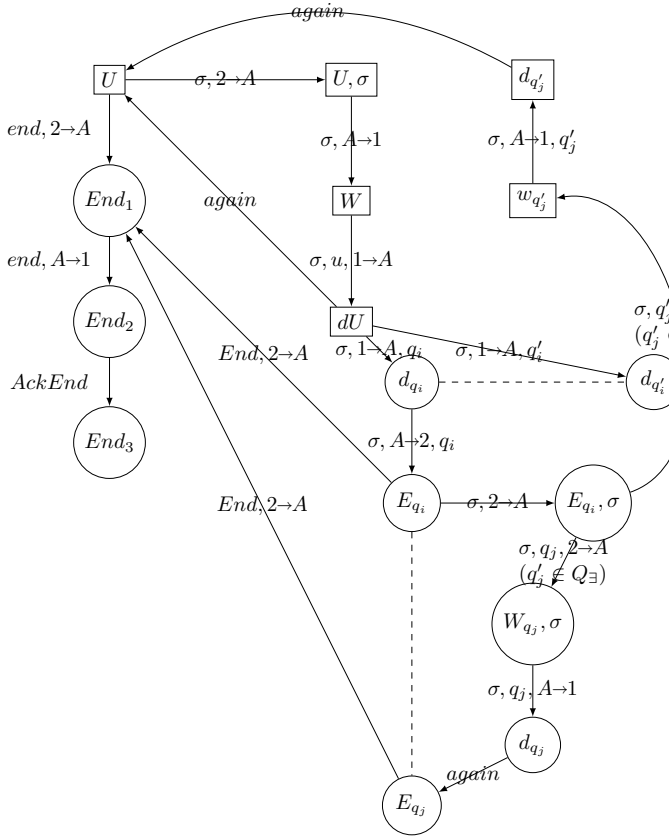 again
U
σ, 2→A
U, σ
d_{q'_j}
end, 2→A
σ, A→1
σ, A→1, q'_j
End_1
again
W
w_{q'_j}
end, A→1
σ, u, 1→A
End_2
dU
σ, q'_j
(q'_j ∈
End, 2→A
σ, 1→A, q_i
σ, 1→A, q'_i
AckEnd
d_{q_i}
d_{q'_i}
End_3
σ, A→2, q_i
End, 2→A
E_{q_i}
σ, 2→A
E_{q_i}, σ
σ, q_j, 2→A
(q'_j ∈ Q_∃)
W_{q_j}, σ
σ, q_j, A→1
d_{q_j}
again
E_{q_j}